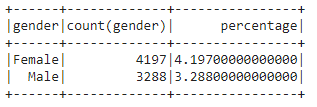 +------+-------------+----------------+
|gender|count(gender)|      percentage|
+------+-------------+----------------+
|Female|         4197|4.19700000000000|
|  Male|         3288|3.28800000000000|
+------+-------------+----------------+